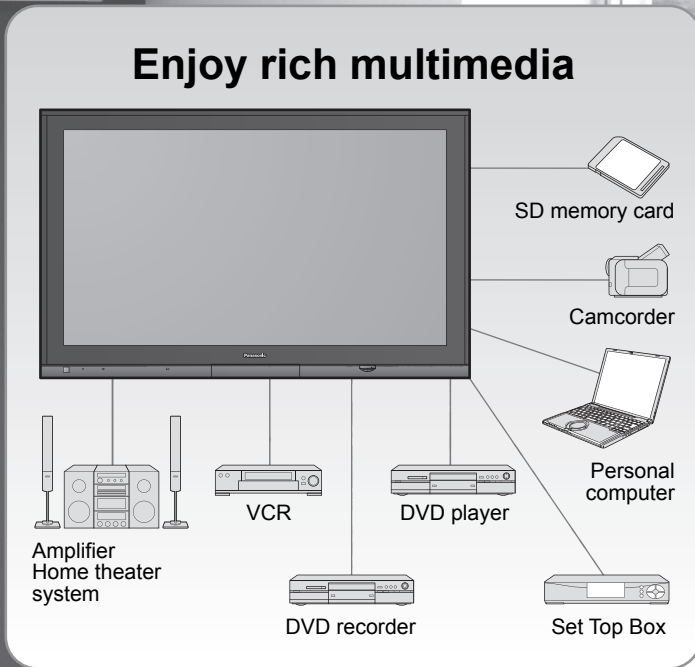 Enjoy rich multimedia
Panasonic
SD memory card
Camcorder
Personal
computer
VCR
DVD player
Amplifier
Home theater
system
DVD recorder
Set Top Box